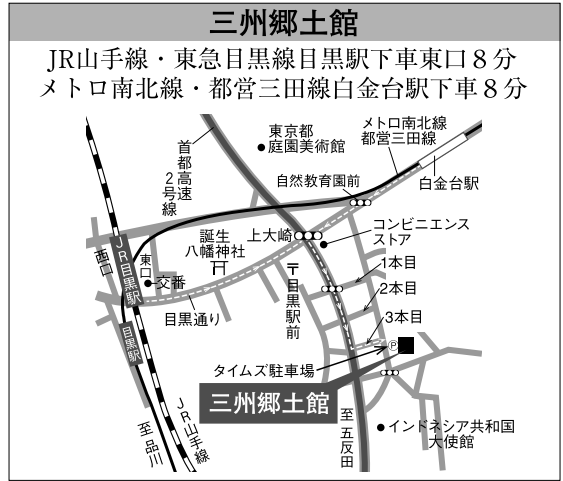 三州郷土館
JR山手線・東急目黒線目黒駅下車東口8分
メトロ南北線・都営三田線白金台駅下車8分
メトロ南北線
都営三田線
東京都
庭園美術館
首都高速2号線
自然教育園前
白金台駅
コンビニエンス
ストア
上大崎
誕生
八幡神社
西口
JR目黒駅
東口
交番
〒目黒駅前
1本目
2本目
3本目
目黒通り
目黒駅
P
タイムズ駐車場
三州郷土館
JR山手線
至品川
至五反田
インドネシア共和国
大使館